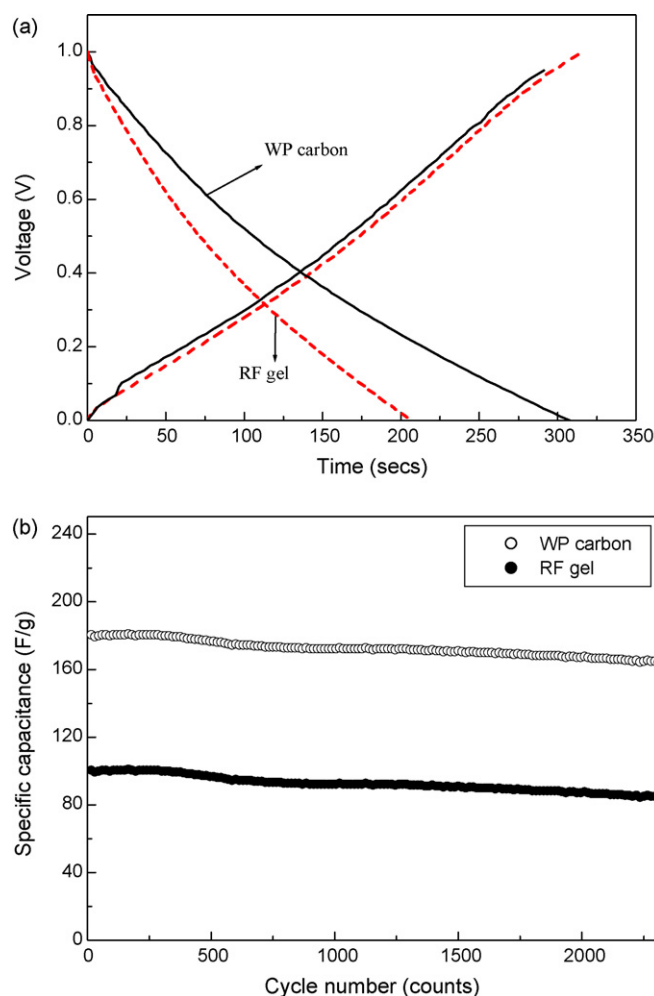 (a)
1.0
0.8
0.6
0.4
0.2
0.0
Voltage (V)
WP carbon
RF gel
0 50 100 150 200 250 300 350
Time (secs)
(b)
240
200
160
120
80
40
0
Specific capacitance (F/g)
WP carbon
RF gel
0 500 1000 1500 2000
Cycle number (counts)